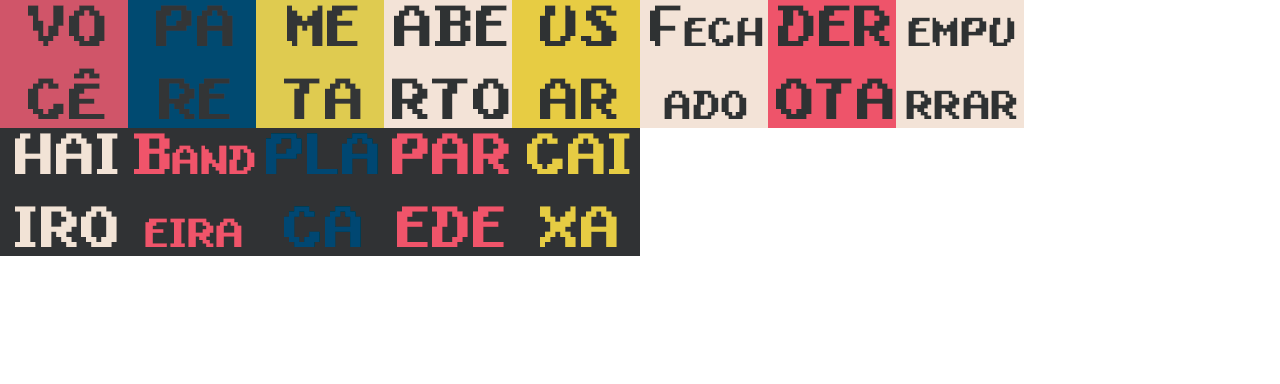 VO
CÊ
PA
RE
ME
TA
ABE
RTO
US
AR
FECH
ADO
DER
OTA
EMPU
RRAR
HAI
IRO
BAND
EIRA
PLA
CA
PAR
EDE
CAI
XA